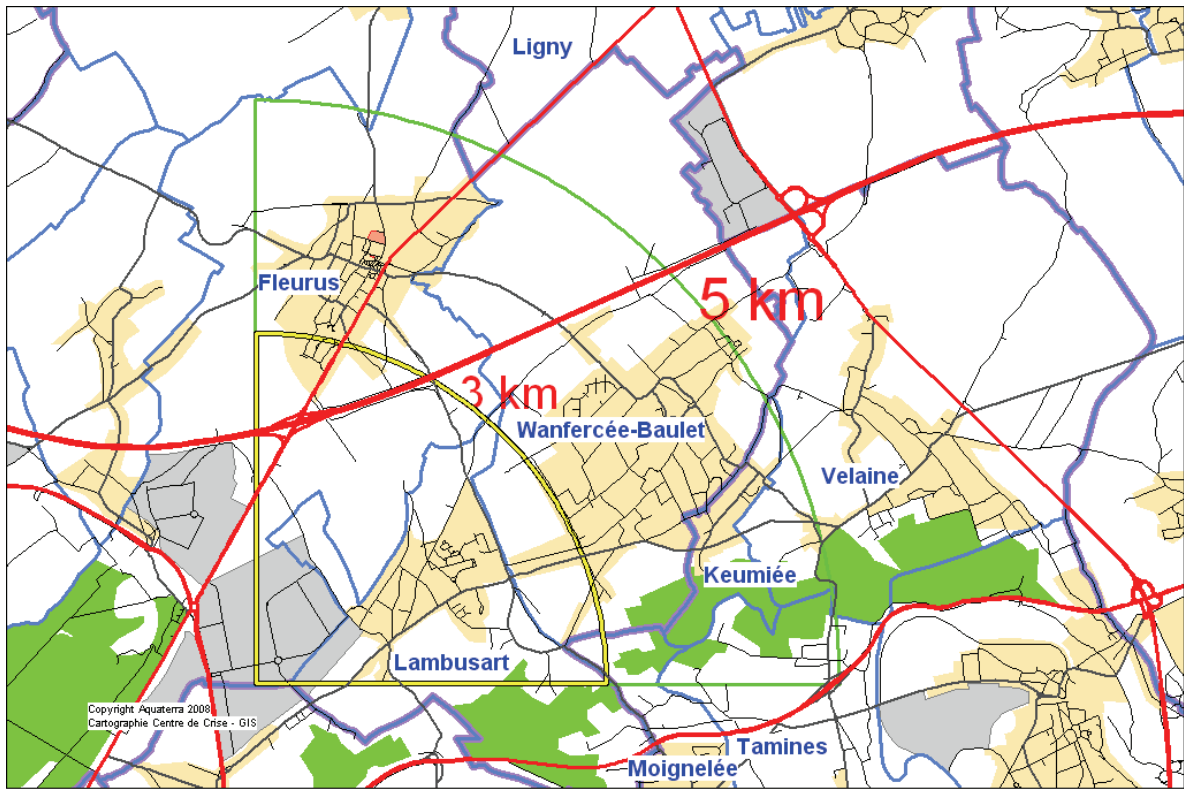 Ligny
Fleurus
5 km
3 km
Wanfercée-Baulet
Velaine
Keumiée
Lambusart
Copyright Aquaterra 2008
Cartographie Centre de Crise - GIS
Tamines
Moignelée